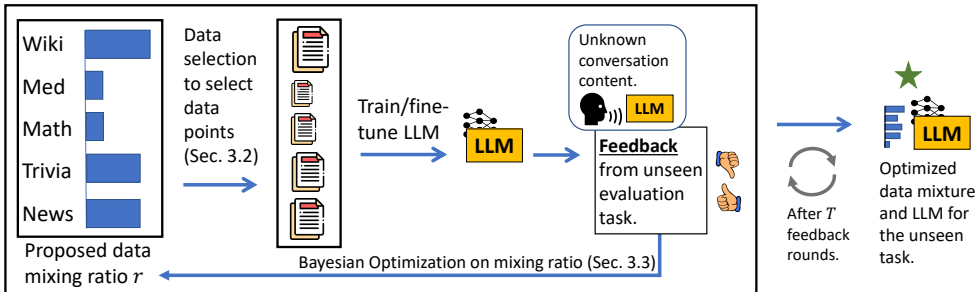 Wiki
Med
Math
Trivia
News
Proposed data
mixing ratio r
Data
selection
to select
data
points
(Sec. 3.2)
Train/fine-
tune LLM
LLM
Unknown
conversation
content.
LLM
Feedback
from unseen
evaluation
task.
Bayesian Optimization on mixing ratio (Sec. 3.3)
After T
feedback
rounds.
LLM
Optimized
data mixture
and LLM for
the unseen
task.